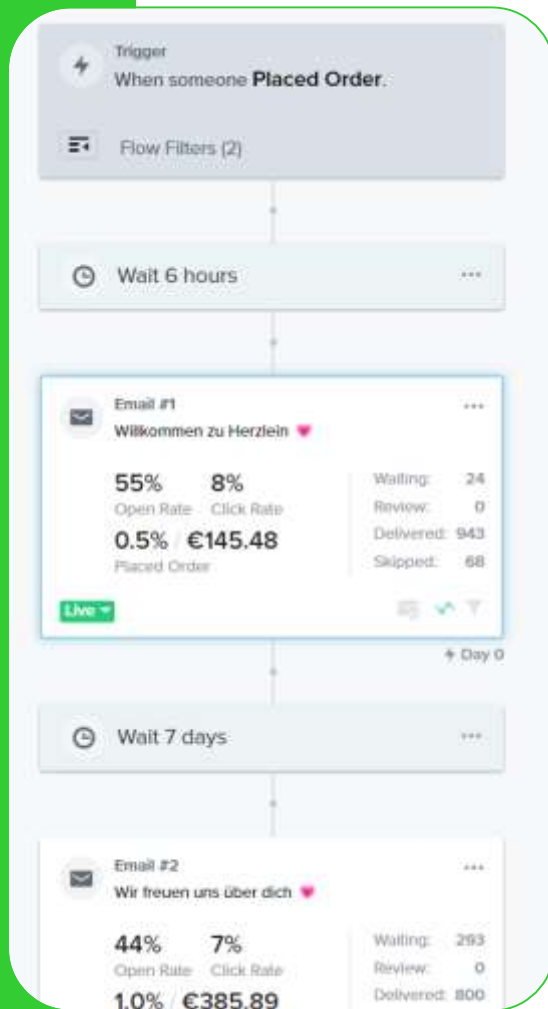 Trigger
When someone Placed Order.
Flow Filters (2)
Wait 6 hours
Email #1
Willkommen zu Herzlein
55% 8%
Open Rate Click Rate
0.5% / €145.48
Placed Order
Waiting: 24
Review: 0
Delivered: 943
Skipped: 68
Live
Day 0
Wait 7 days
Email #2
Wir freuen uns über dich
44% 7%
Open Rate Click Rate
1.0% / €385.89
Waiting: 293
Review: 0
Delivered: 800